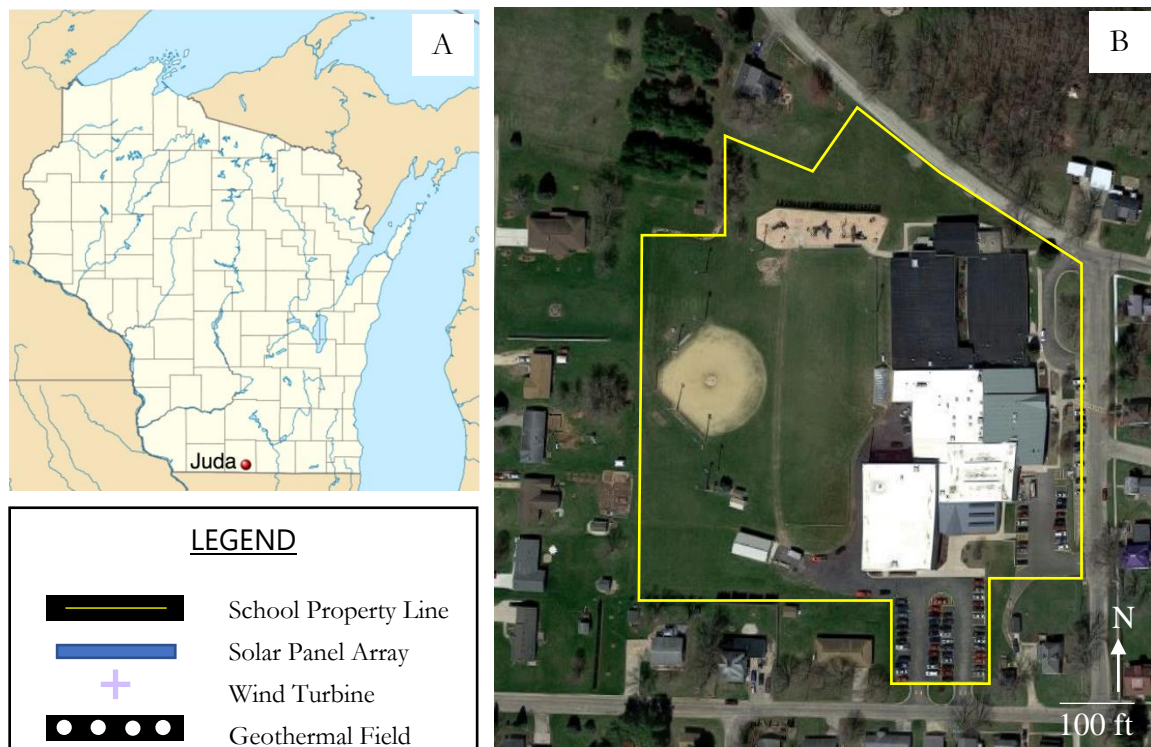 A
Juda
LEGEND
School Property Line
Solar Panel Array
Wind Turbine
Geothermal Field
B
N
100 ft